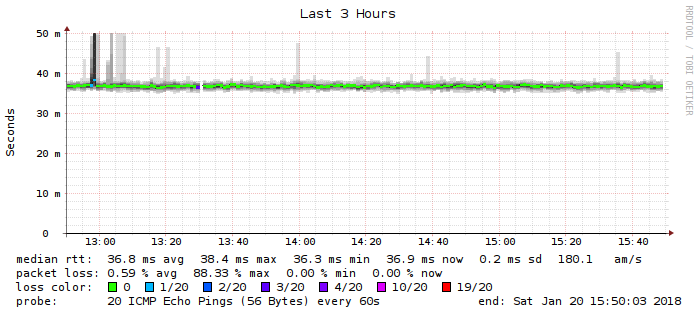 Last 3 Hours
RRDTOOL / TOBI OETIKER
Seconds
50 m
40 m
30 m
20 m
10 m
0
13:00 13:20 13:40 14:00 14:20 14:40 15:00 15:20 15:40
median rtt: 36.8 ms avg 38.4 ms max 36.3 ms min 36.9 ms now 0.2 ms sd 180.1 am/s
packet loss: 0.59 % avg 88.33 % max 0.00 % min 0.00 % now
loss color: 0 1/20 2/20 3/20 4/20 10/20 19/20
probe: 20 ICMP Echo Pings (56 Bytes) every 60s end: Sat Jan 20 15:50:03 2018